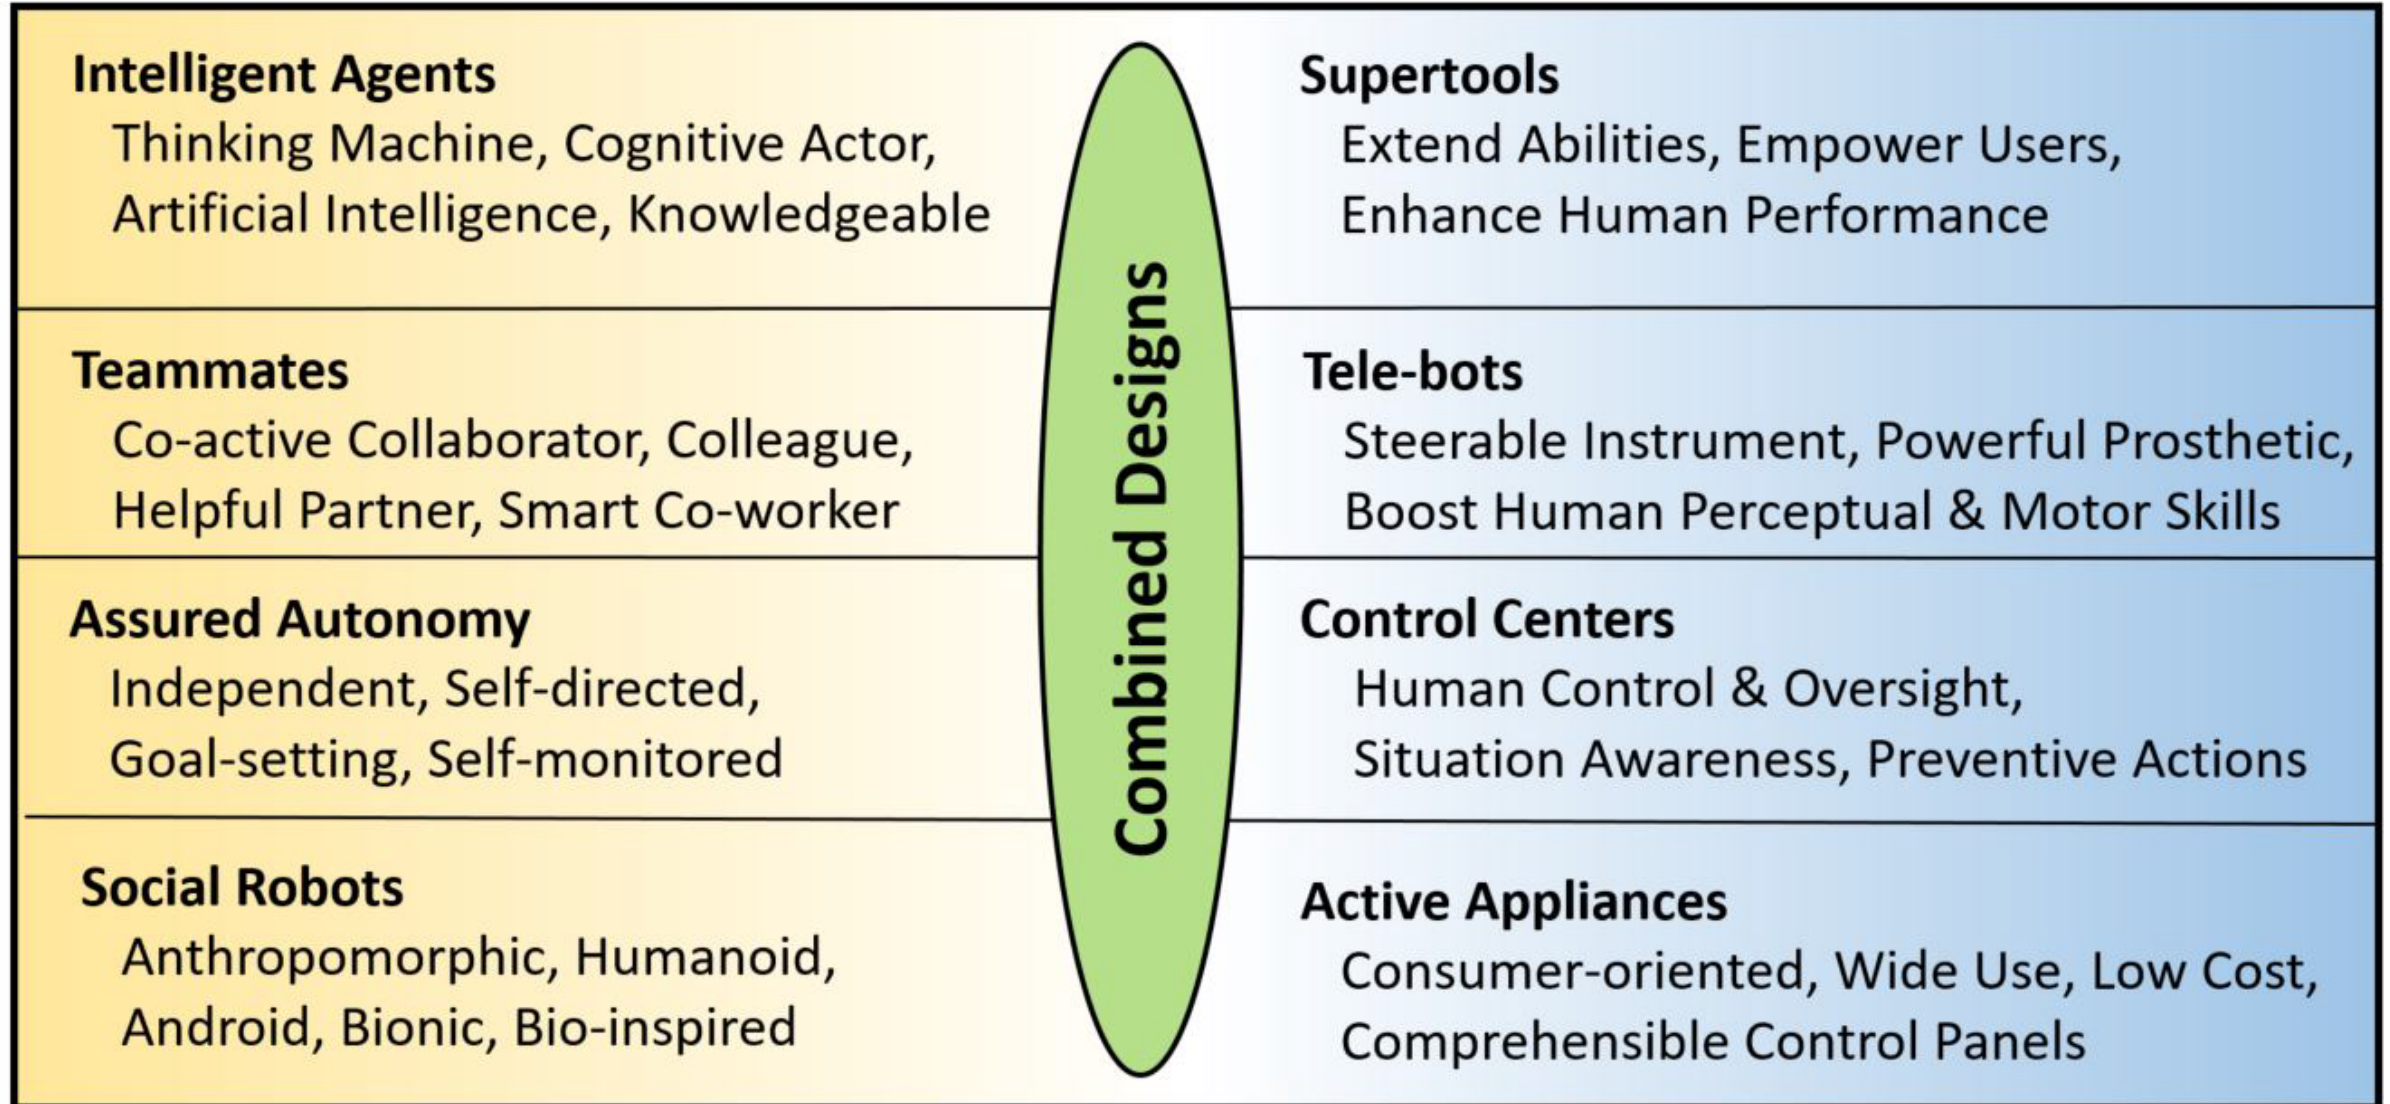 Intelligent Agents
Thinking Machine, Cognitive Actor,
Artificial Intelligence, Knowledgeable
Supertools
Extend Abilities, Empower Users,
Enhance Human Performance
Teammates
Co-active Collaborator, Colleague,
Helpful Partner, Smart Co-worker
Tele-bots
Steerable Instrument, Powerful Prosthetic,
Boost Human Perceptual & Motor Skills
Assured Autonomy
Independent, Self-directed,
Goal-setting, Self-monitored
Control Centers
Human Control & Oversight,
Situation Awareness, Preventive Actions
Social Robots
Anthropomorphic, Humanoid,
Android, Bionic, Bio-inspired
Active Appliances
Consumer-oriented, Wide Use, Low Cost,
Comprehensible Control Panels
Combined Designs